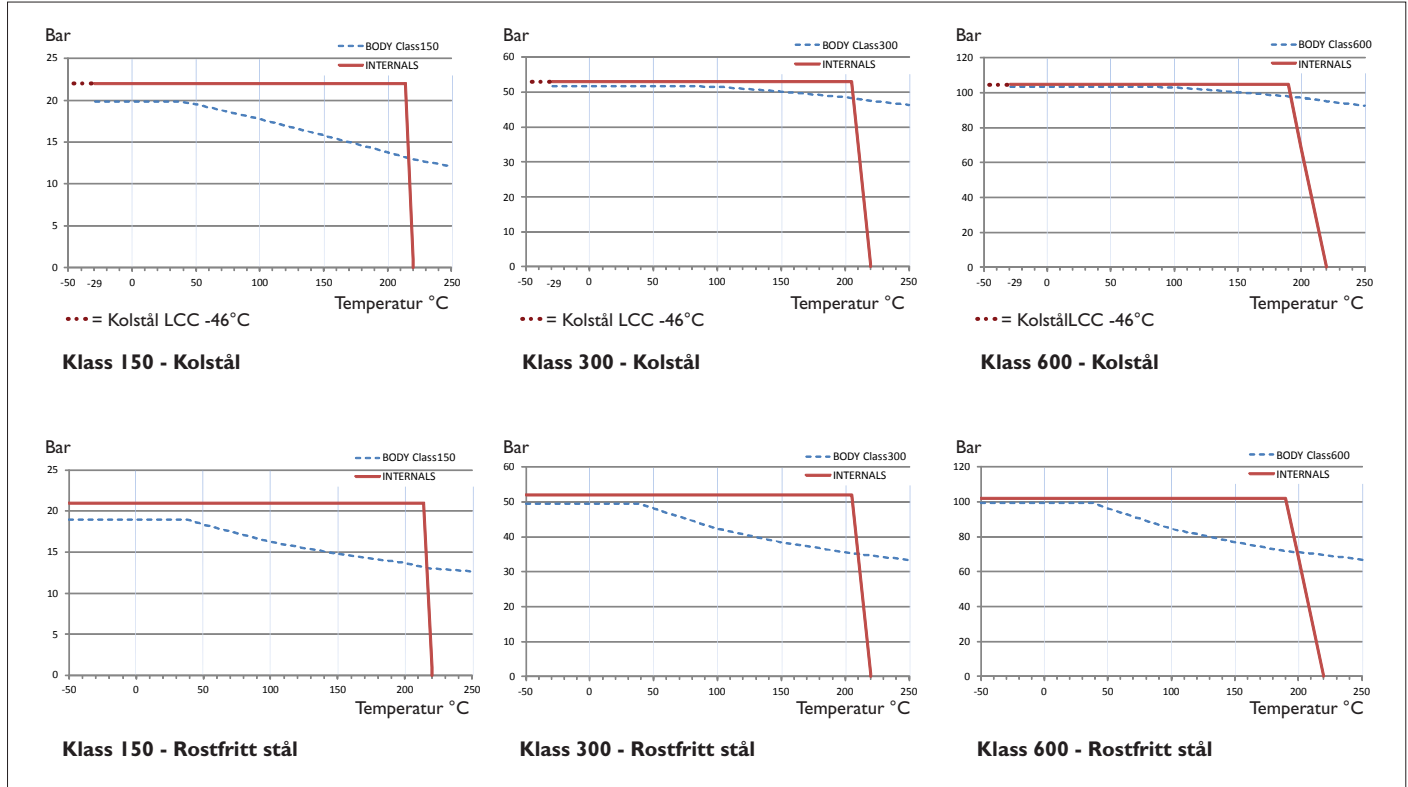 Bar
BODY Class150
INTERNALS
25
20
15
10
5
0
-50 -29 0 50 100 150 200 250
Temperatur °C
= Kolstål LCC -46°C
Klass 150 - Kolstål
Bar
BODY CLass300
INTERNALS
60
50
40
30
20
10
0
-50 -29 0 50 100 150 200 250
Temperatur °C
= Kolstål LCC -46°C
Klass 300 - Kolstål
Bar
BODY Class600
INTERNALS
120
100
80
60
40
20
0
-50 -29 0 50 100 150 200 250
Temperatur °C
= KolstålLCC -46°C
Klass 600 - Kolstål
Bar
BODY Class150
INTERNALS
25
20
15
10
5
0
-50 0 50 100 150 200 250
Temperatur °C
Klass 150 - Rostfritt stål
Bar
BODY Class300
INTERNALS
60
50
40
30
20
10
0
-50 0 50 100 150 200 250
Temperatur °C
Klass 300 - Rostfritt stål
Bar
BODY Class600
INTERNALS
120
100
80
60
40
20
0
-50 0 50 100 150 200 250
Temperatur °C
Klass 600 - Rostfritt stål